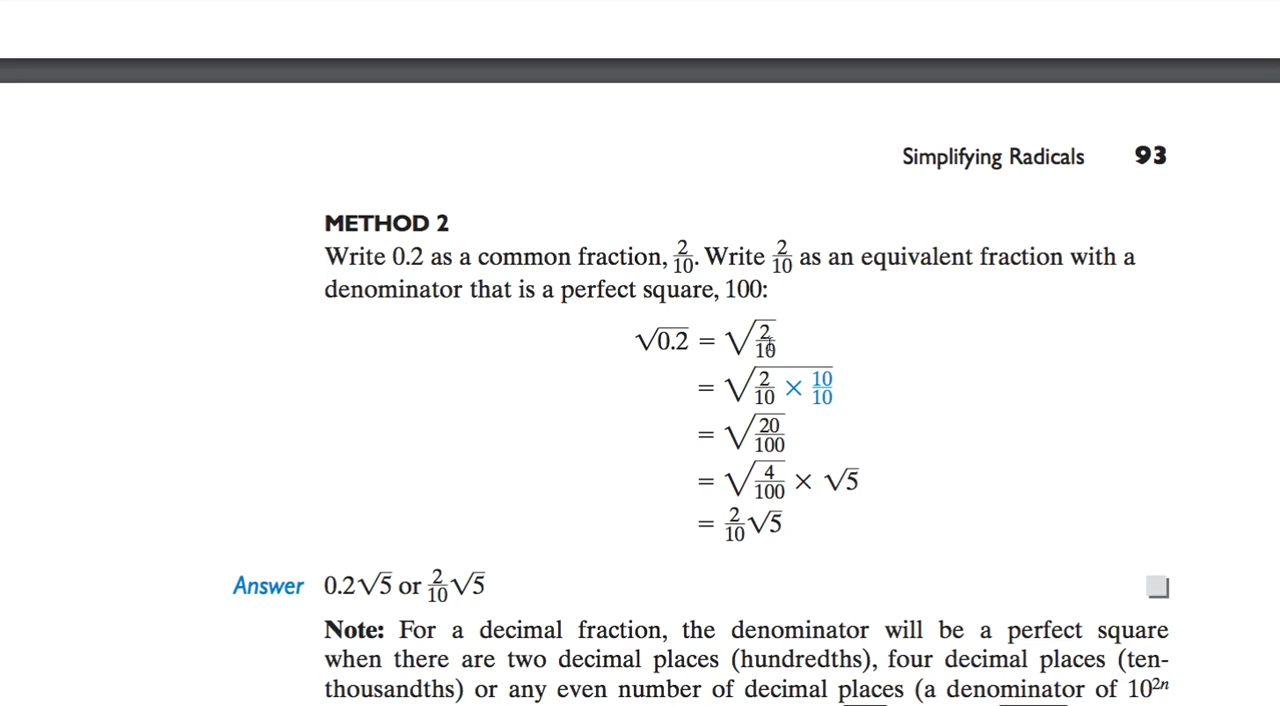 Simplifying Radicals 93
METHOD 2
Write 0.2 as a common fraction, 2/10. Write 2/10 as an equivalent fraction with a
denominator that is a perfect square, 100:
√0.2 = √(2/10)
= √(2/10 × 10/10)
= √(20/100)
= √(4/100) × √5
= 2/10 √5
Answer 0.2√5 or 2/10 √5
Note: For a decimal fraction, the denominator will be a perfect square
when there are two decimal places (hundredths), four decimal places (ten-
thousandths) or any even number of decimal places (a denominator of 10²ⁿ